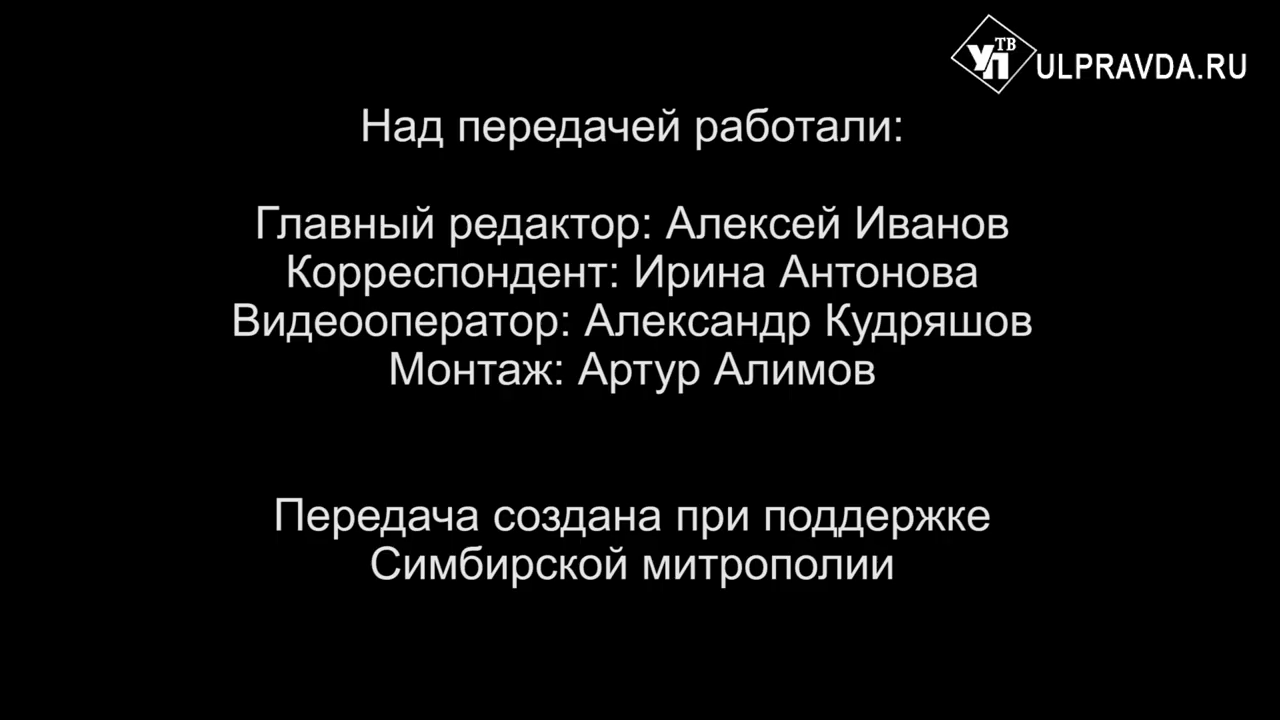 УП ТВ
ULPRAVDA.RU
Над передачей работали:
Главный редактор: Алексей Иванов
Корреспондент: Ирина Антонова
Видеооператор: Александр Кудряшов
Монтаж: Артур Алимов
Передача создана при поддержке
Симбирской митрополии